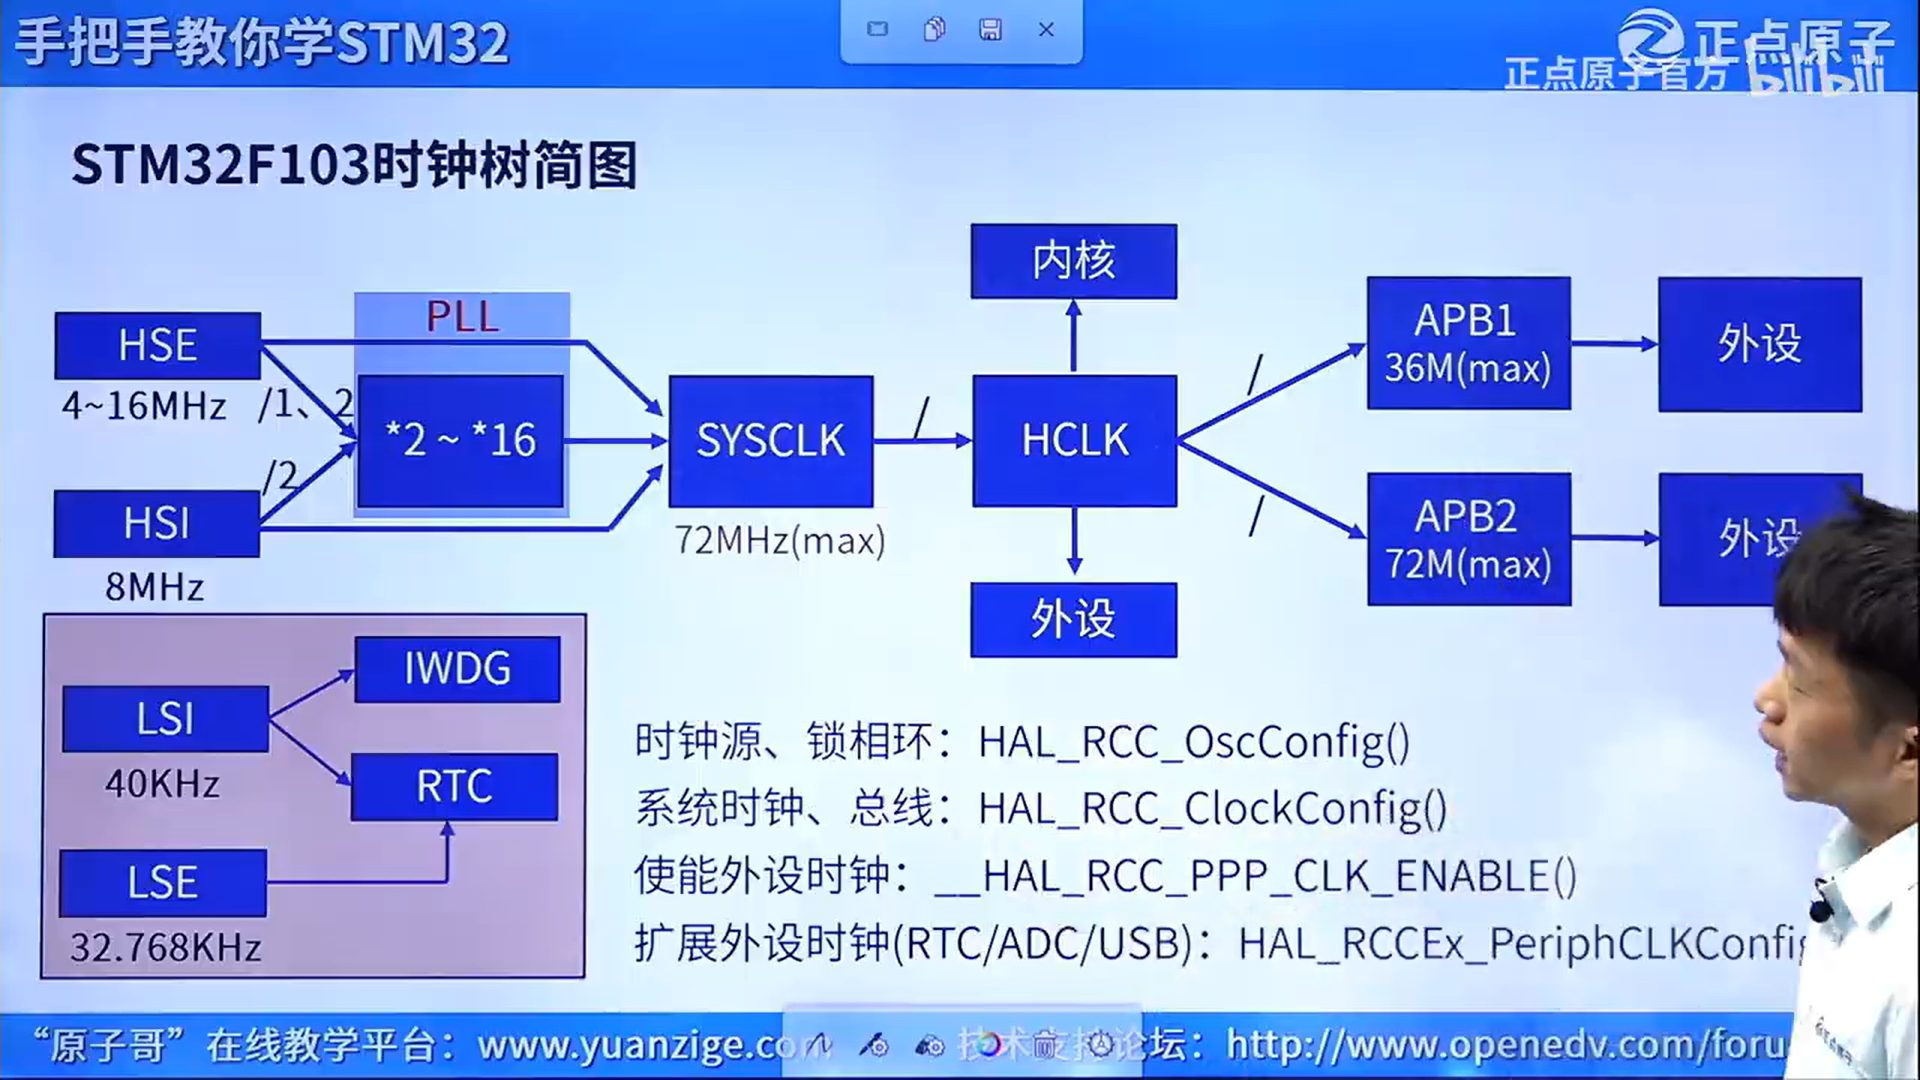 手把手教你学STM32
正点原子
正点原子官方 bilibili
STM32F103时钟树简图
PLL
HSE
4~16MHz
/1、2
*2 ~ *16
/2
HSI
8MHz
SYSCLK
72MHz(max)
/
内核
HCLK
外设
/
APB1
36M(max)
外设
/
APB2
72M(max)
外设
LSI
40KHz
IWDG
RTC
LSE
32.768KHz
时钟源、锁相环：HAL_RCC_OscConfig()
系统时钟、总线：HAL_RCC_ClockConfig()
使能外设时钟：__HAL_RCC_PPP_CLK_ENABLE()
扩展外设时钟(RTC/ADC/USB)：HAL_RCCEx_PeriphCLKConfig
“原子哥”在线教学平台：www.yuanzige.com 技术支持论坛：http://www.openedv.com/foru